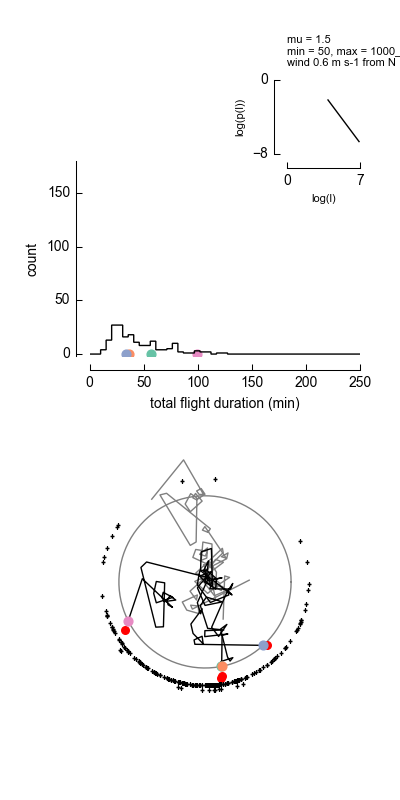 mu = 1.5
min = 50, max = 1000_
wind 0.6 m s-1 from N
0
log(p(l))
−8
0
7
log(l)
150
count
100
50
0
0
50
100
150
200
250
total flight duration (min)